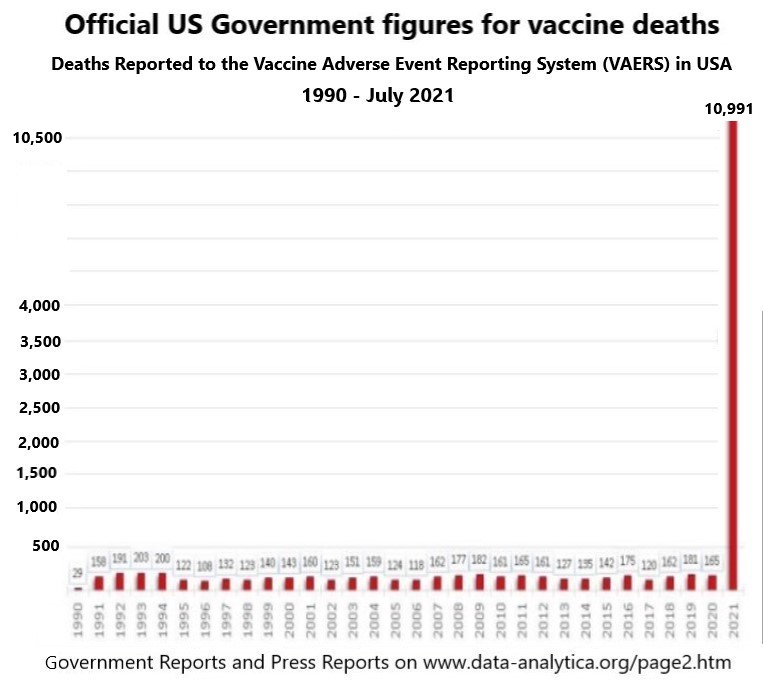 Official US Government figures for vaccine deaths
Deaths Reported to the Vaccine Adverse Event Reporting System (VAERS) in USA
1990 - July 2021
10,991
10,500
4,000
3,500
3,000
2,500
2,000
1,500
1,000
500
29 158 191 203 200 122 108 132 129 140 143 160 123 151 159 124 118 162 177 182 161 165 161 127 135 142 175 120 162 181 165
1990 1991 1992 1993 1994 1995 1996 1997 1998 1999 2000 2001 2002 2003 2004 2005 2006 2007 2008 2009 2010 2011 2012 2013 2014 2015 2016 2017 2018 2019 2020 2021
Government Reports and Press Reports on www.data-analytica.org/page2.htm